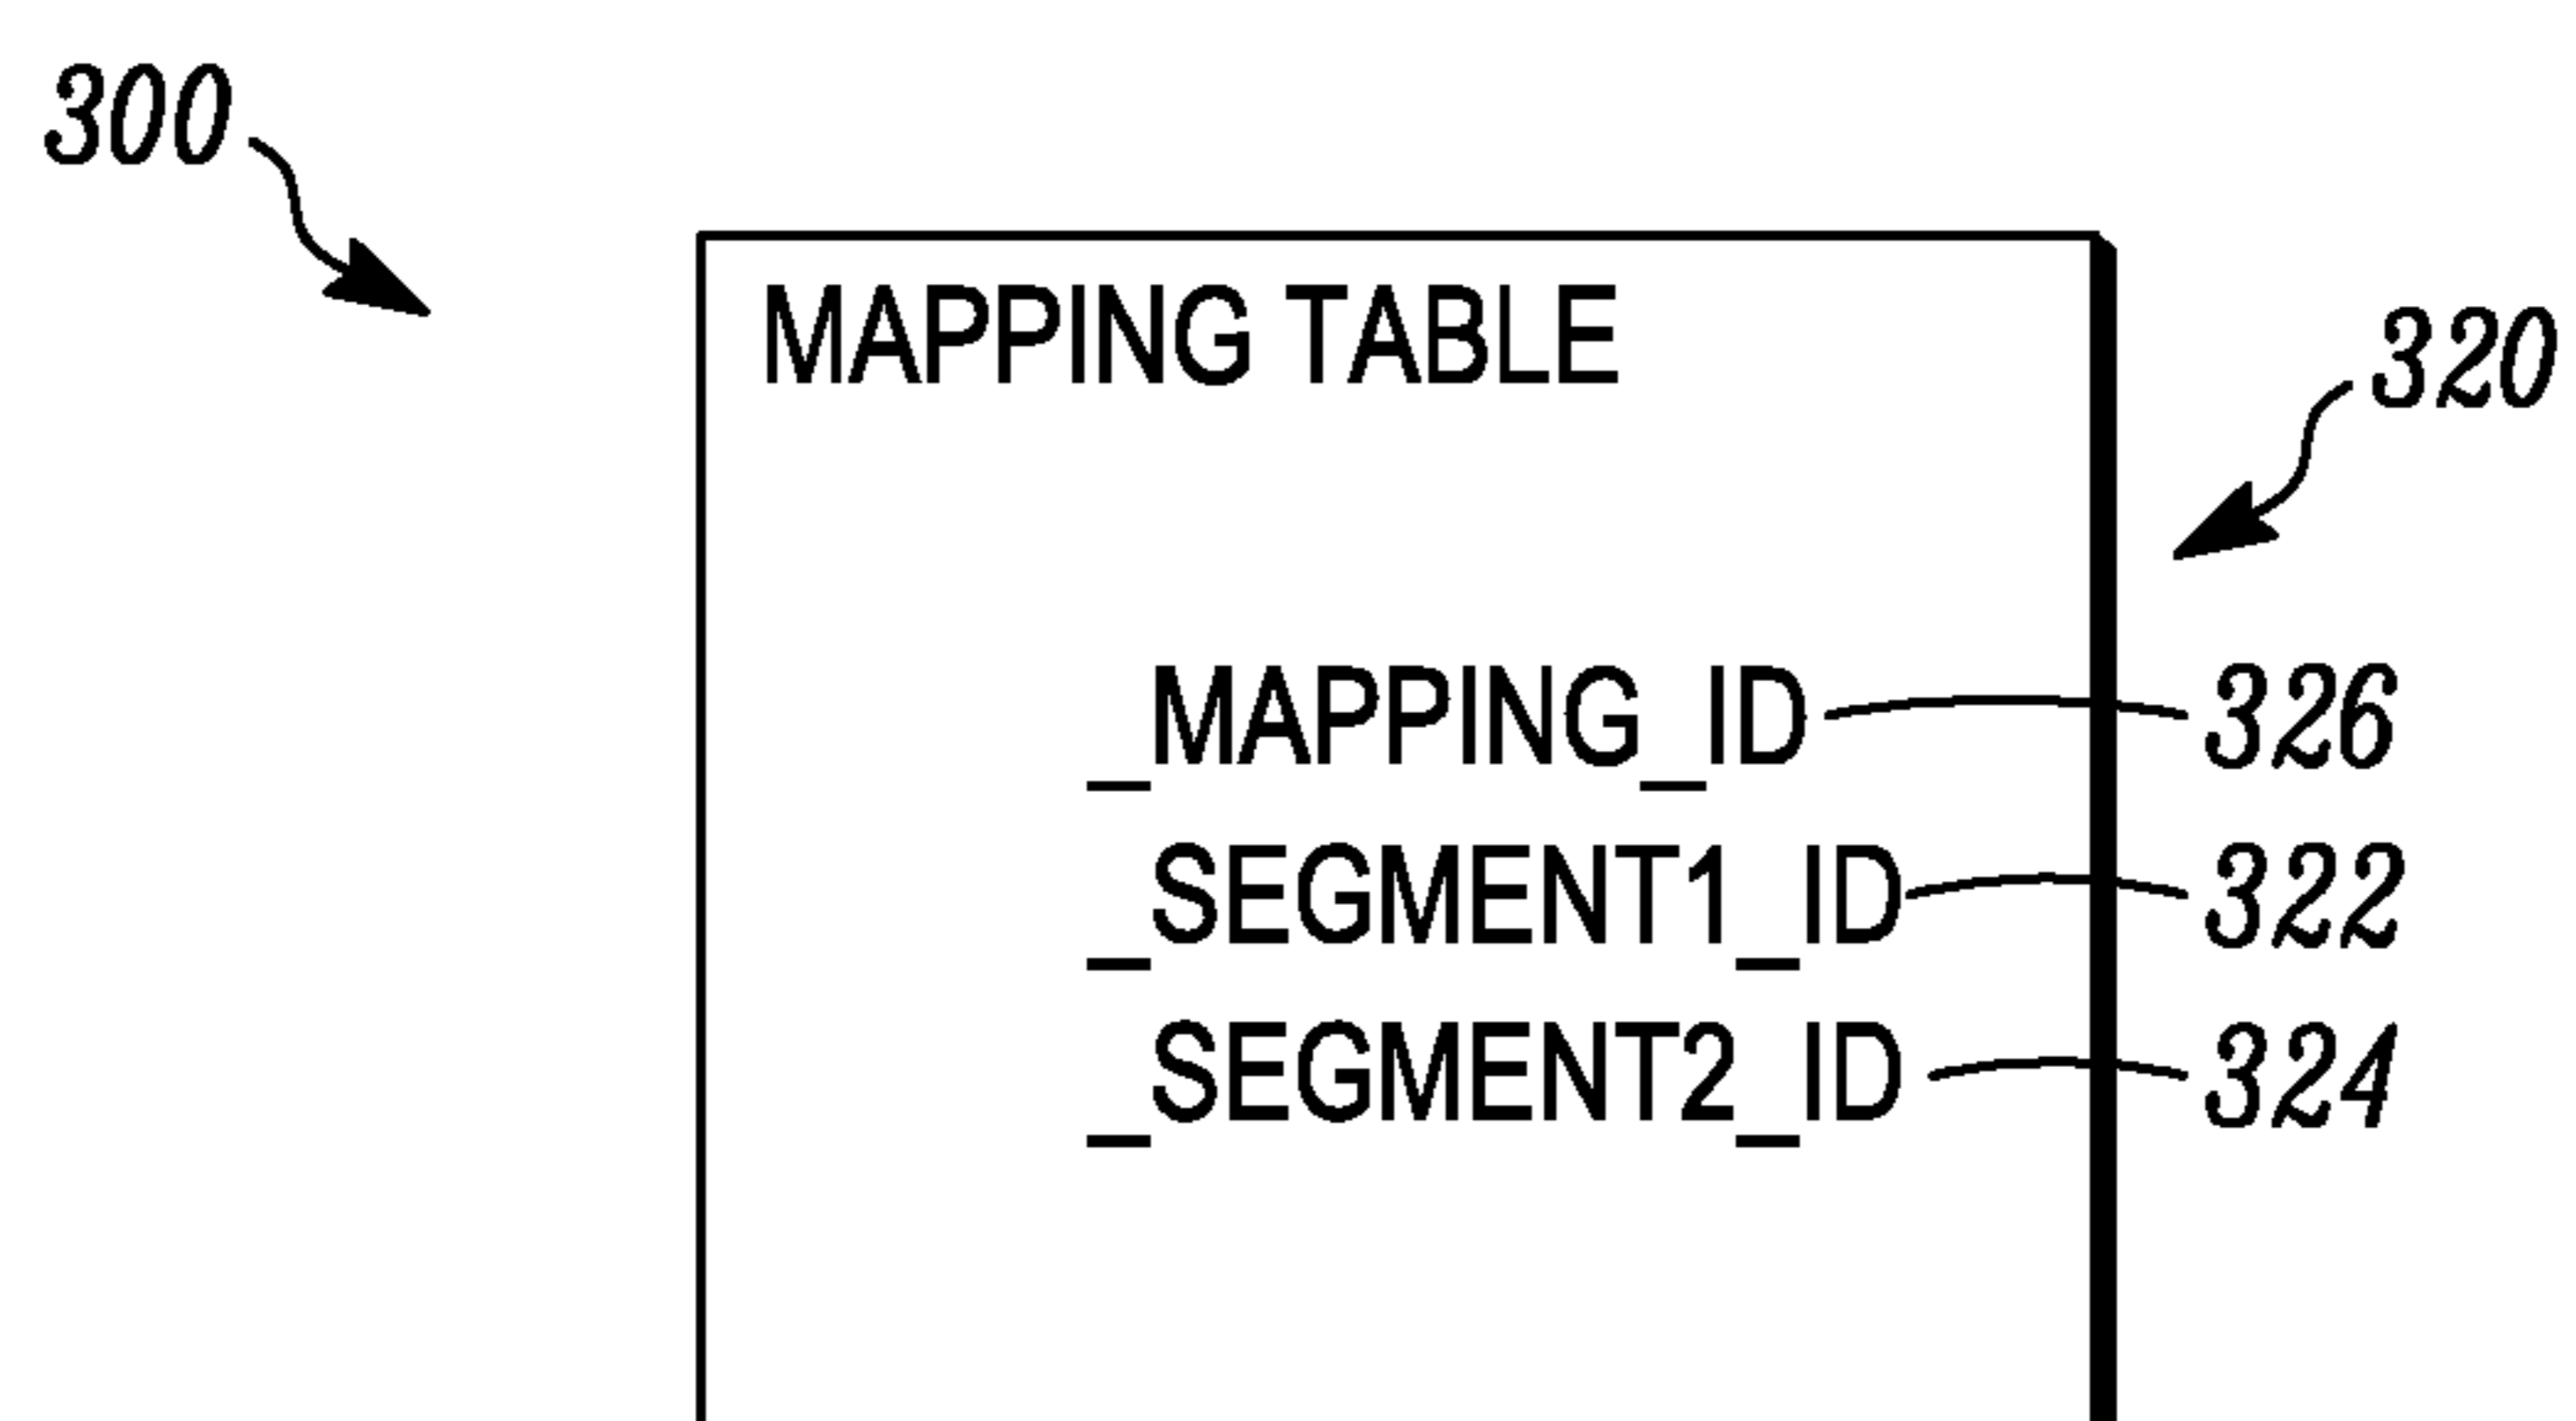 300
MAPPING TABLE
320
_MAPPING_ID 326
_SEGMENT1_ID 322
_SEGMENT2_ID 324